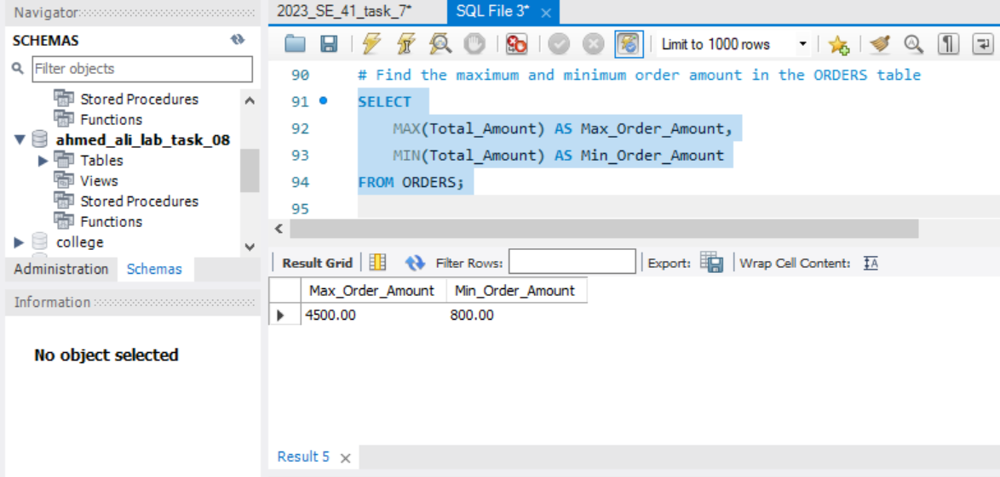 Navigator
SCHEMAS
Filter objects
Stored Procedures
Functions
ahmed_ali_lab_task_08
Tables
Views
Stored Procedures
Functions
college
Administration Schemas
Information
No object selected
2023_SE_41_task_7* SQL File 3* ×
Limit to 1000 rows
90 # Find the maximum and minimum order amount in the ORDERS table
91 SELECT
92 MAX(Total_Amount) AS Max_Order_Amount,
93 MIN(Total_Amount) AS Min_Order_Amount
94 FROM ORDERS;
95
Result Grid Filter Rows: Export: Wrap Cell Content:
Max_Order_Amount Min_Order_Amount
4500.00 800.00
Result 5 ×